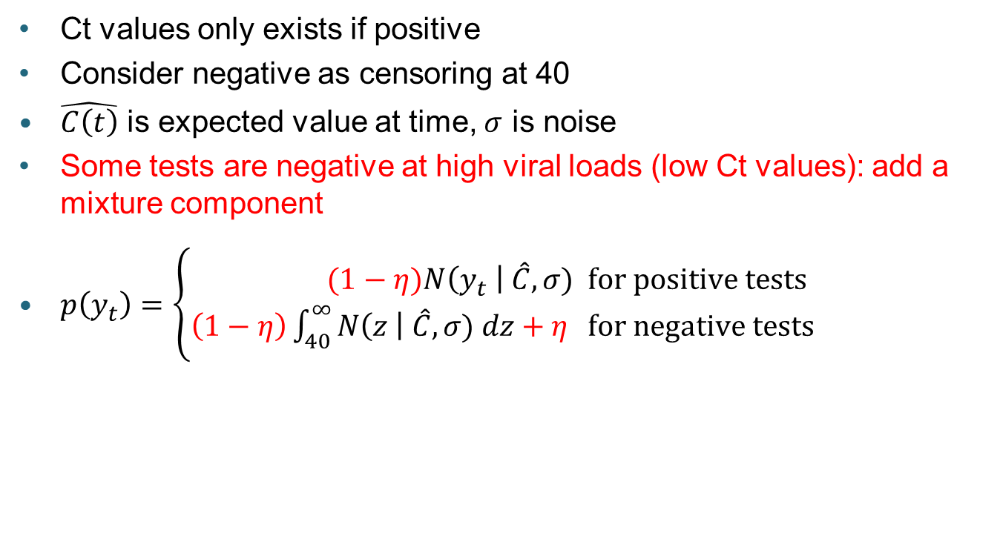 • Ct values only exists if positive
• Consider negative as censoring at 40
• $\widehat{C(t)}$ is expected value at time, $\sigma$ is noise
• Some tests are negative at high viral loads (low Ct values): add a
mixture component
• $p(y_t) = \begin{cases} (1 - \eta)N(y_t \mid \hat{C}, \sigma) & \text{for positive tests} \\ (1 - \eta) \int_{40}^{\infty} N(z \mid \hat{C}, \sigma) \, dz + \eta & \text{for negative tests} \end{cases}$